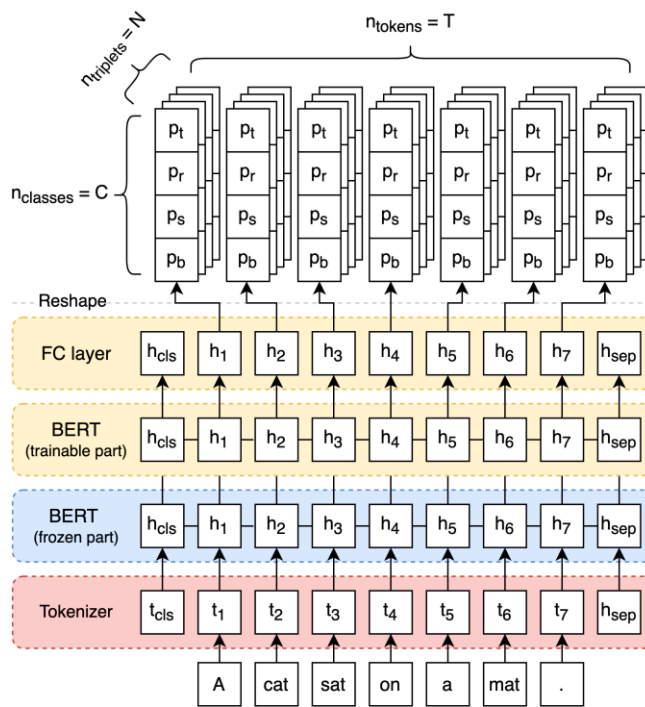 n_triplets = N
n_tokens = T
n_classes = C
p_t p_t p_t p_t p_t p_t p_t
p_r p_r p_r p_r p_r p_r p_r
p_s p_s p_s p_s p_s p_s p_s
p_b p_b p_b p_b p_b p_b p_b
Reshape
FC layer h_cls h_1 h_2 h_3 h_4 h_5 h_6 h_7 h_sep
BERT
(trainable part) h_cls h_1 h_2 h_3 h_4 h_5 h_6 h_7 h_sep
BERT
(frozen part) h_cls h_1 h_2 h_3 h_4 h_5 h_6 h_7 h_sep
Tokenizer t_cls t_1 t_2 t_3 t_4 t_5 t_6 t_7 h_sep
A cat sat on a mat .